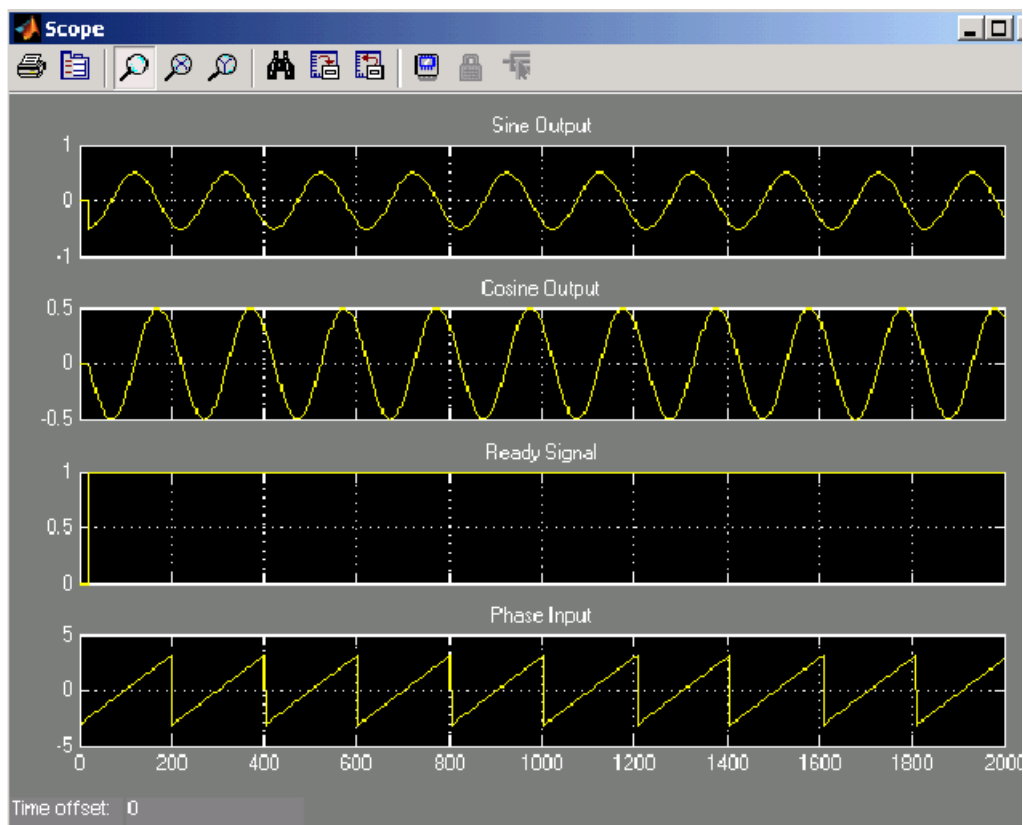 Scope
Sine Output
1
0
-1
Cosine Output
0.5
0
-0.5
Ready Signal
1
0.5
0
Phase Input
5
0
-5
0 200 400 600 800 1000 1200 1400 1600 1800 2000
Time offset: 0